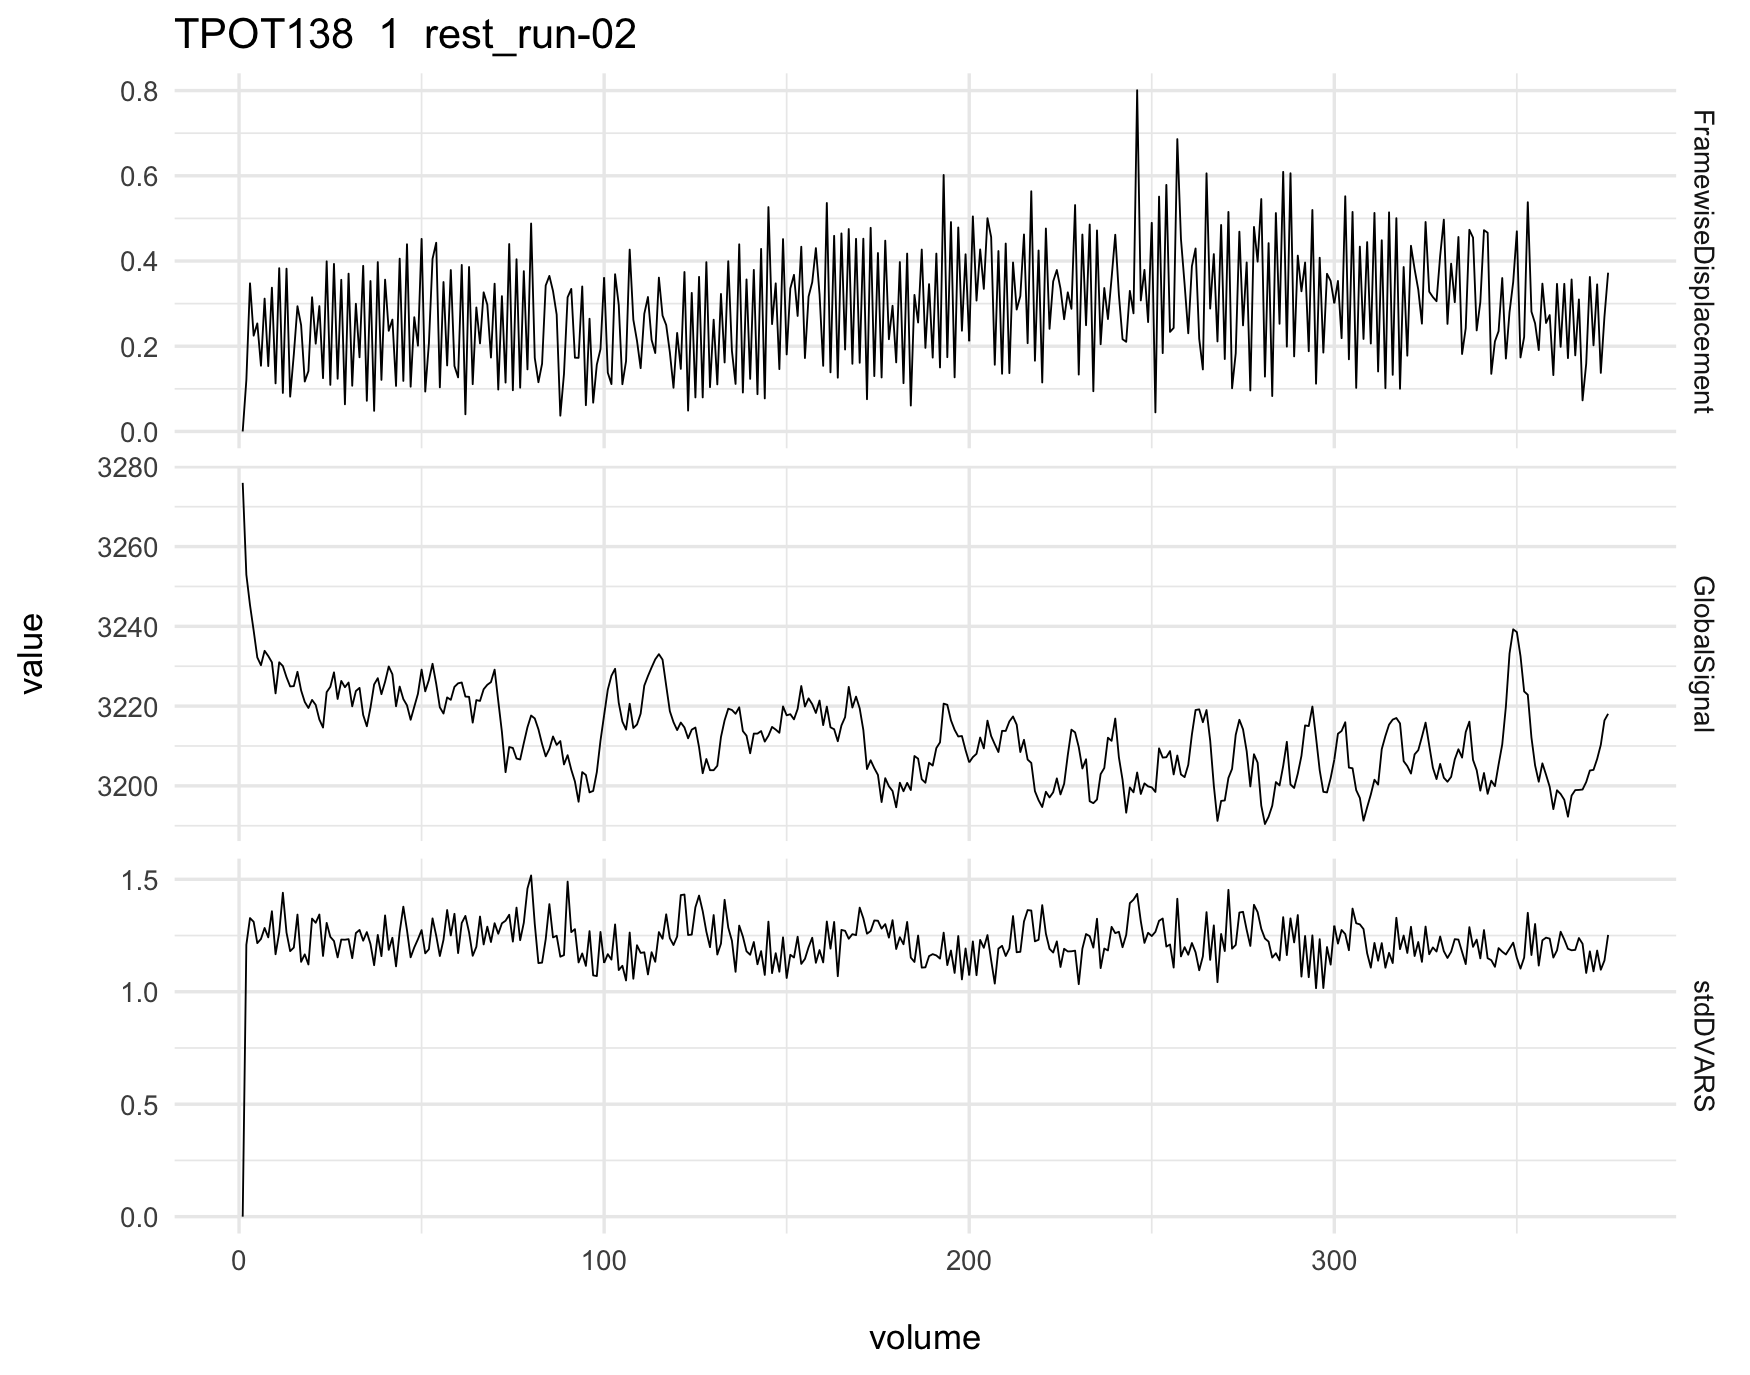 TPOT138  1  rest_run-02
0.8
0.6
0.4
0.2
0.0
FramewiseDisplacement
3280
3260
3240
3220
3200
GlobalSignal
value
1.5
1.0
0.5
0.0
stdDVARS
0 100 200 300
volume